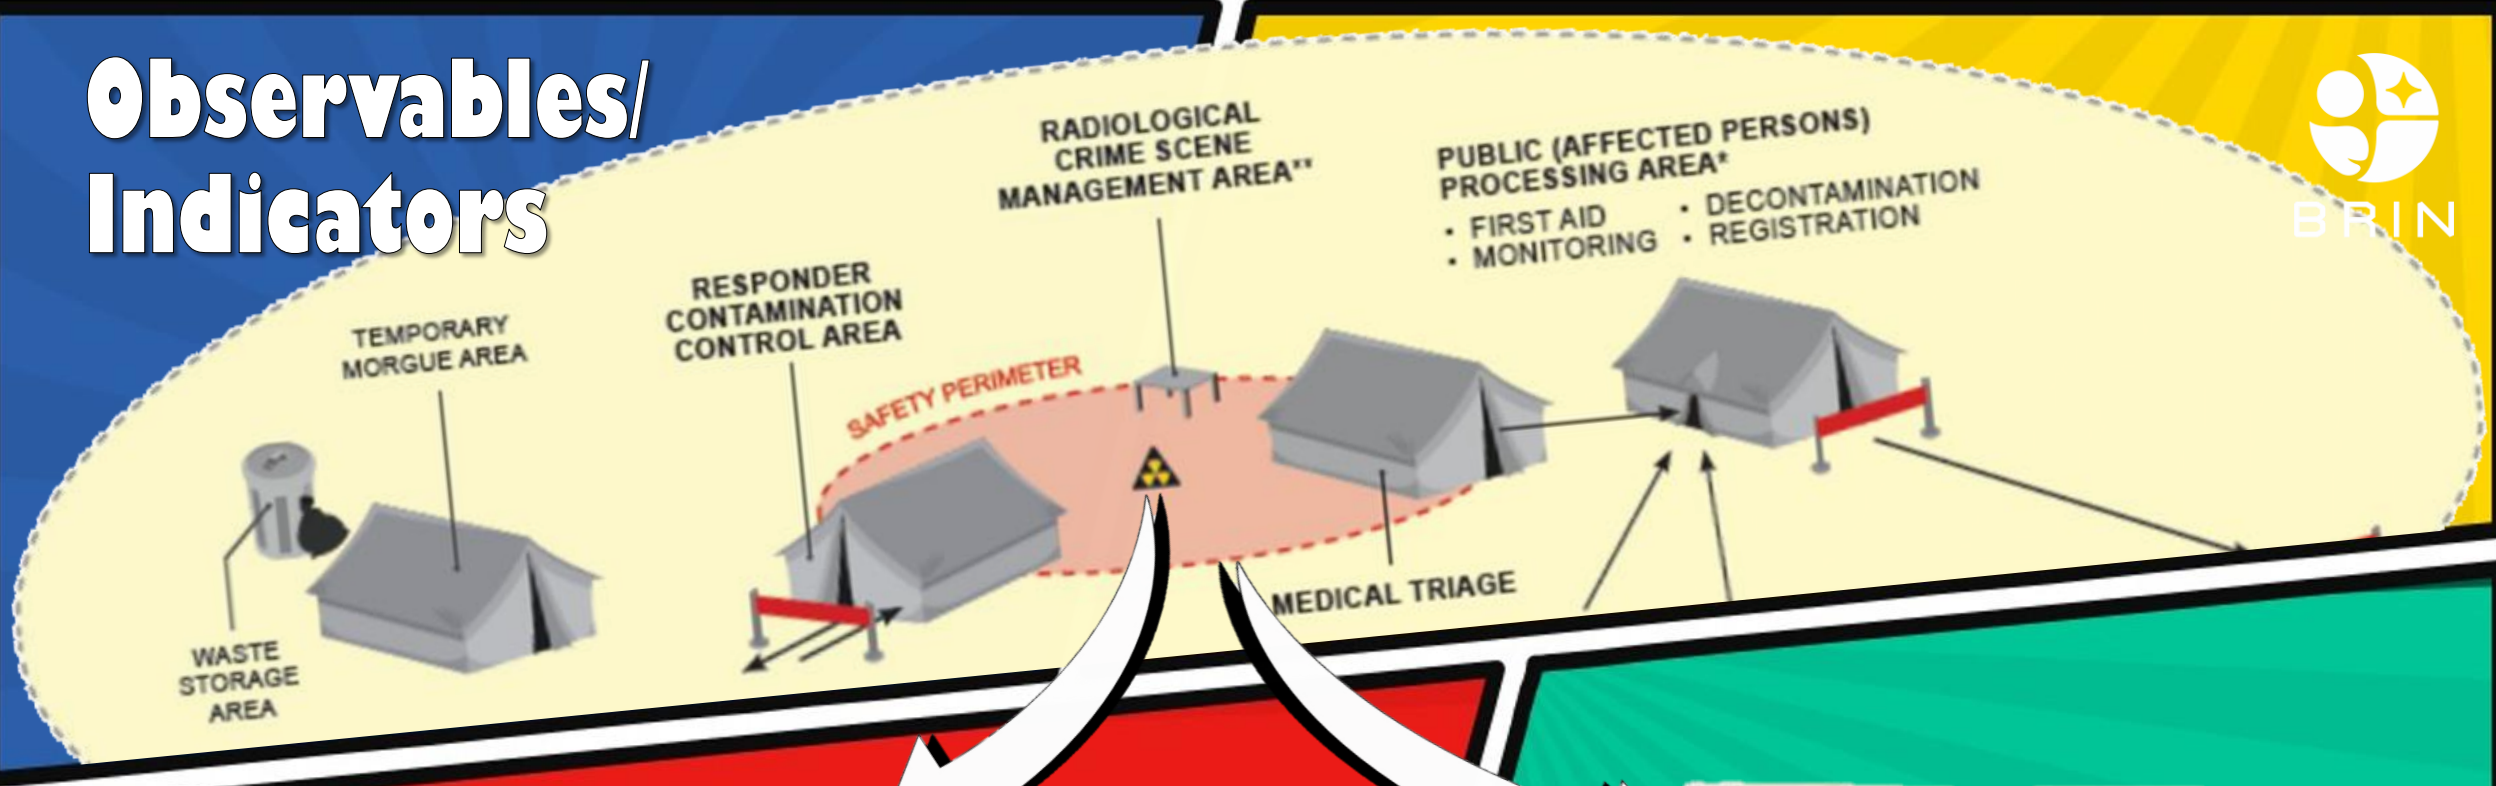 Observables/
Indicators
RADIOLOGICAL
CRIME SCENE
MANAGEMENT AREA**
PUBLIC (AFFECTED PERSONS)
PROCESSING AREA*
• FIRST AID
• MONITORING
• DECONTAMINATION
• REGISTRATION
BRIN
RESPONDER
CONTAMINATION
CONTROL AREA
TEMPORARY
MORGUE AREA
SAFETY PERIMETER
MEDICAL TRIAGE
WASTE
STORAGE
AREA